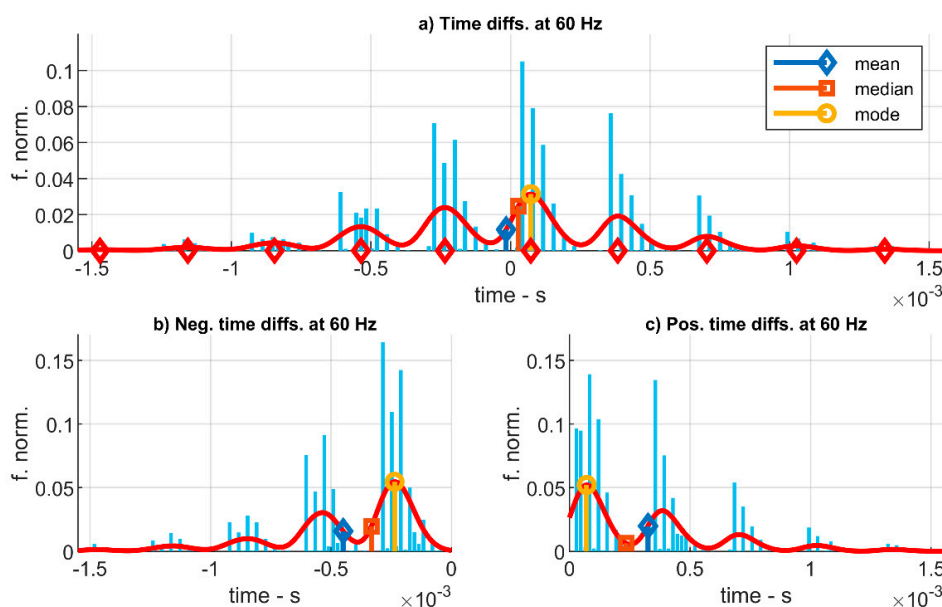 a) Time diffs. at 60 Hz
f. norm.
0.1
0.08
0.06
0.04
0.02
0
mean
median
mode
-1.5 -1 -0.5 0 0.5 1 1.5
time - s
×10⁻³
b) Neg. time diffs. at 60 Hz
f. norm.
0.15
0.1
0.05
0
-1.5 -1 -0.5 0
time - s
×10⁻³
c) Pos. time diffs. at 60 Hz
f. norm.
0.15
0.1
0.05
0
0 0.5 1 1.5
time - s
×10⁻³